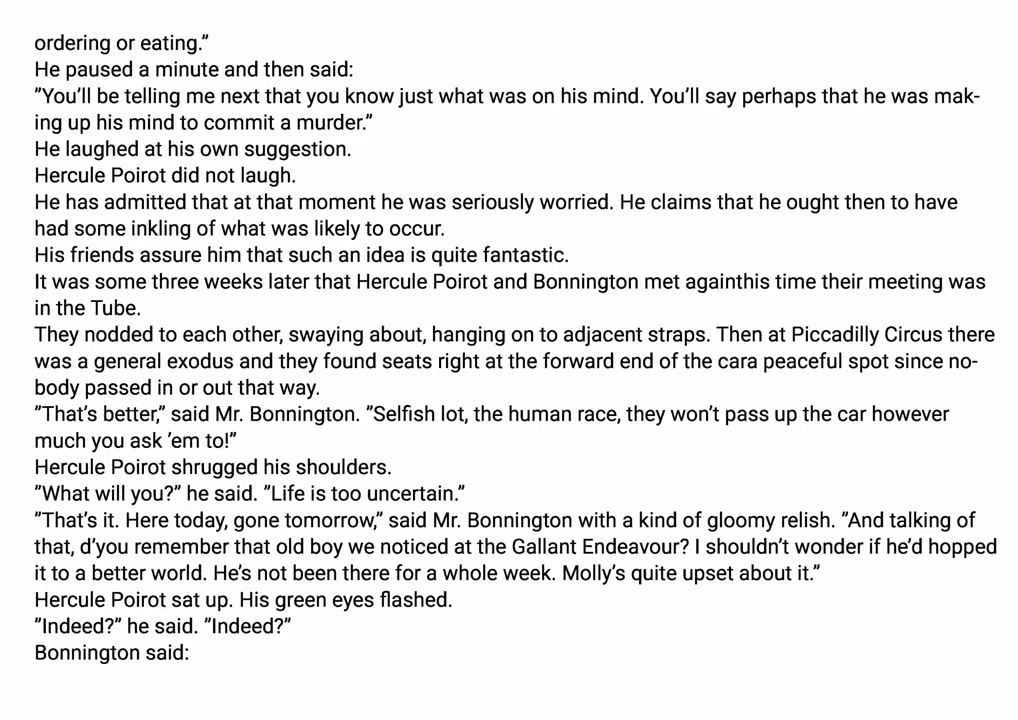 ordering or eating.”
He paused a minute and then said:
”You’ll be telling me next that you know just what was on his mind. You’ll say perhaps that he was mak-
ing up his mind to commit a murder.”
He laughed at his own suggestion.
Hercule Poirot did not laugh.
He has admitted that at that moment he was seriously worried. He claims that he ought then to have
had some inkling of what was likely to occur.
His friends assure him that such an idea is quite fantastic.
It was some three weeks later that Hercule Poirot and Bonnington met againthis time their meeting was
in the Tube.
They nodded to each other, swaying about, hanging on to adjacent straps. Then at Piccadilly Circus there
was a general exodus and they found seats right at the forward end of the cara peaceful spot since no-
body passed in or out that way.
”That’s better,” said Mr. Bonnington. ”Selfish lot, the human race, they won’t pass up the car however
much you ask ’em to!”
Hercule Poirot shrugged his shoulders.
”What will you?” he said. ”Life is too uncertain.”
”That’s it. Here today, gone tomorrow,” said Mr. Bonnington with a kind of gloomy relish. ”And talking of
that, d’you remember that old boy we noticed at the Gallant Endeavour? I shouldn’t wonder if he’d hopped
it to a better world. He’s not been there for a whole week. Molly’s quite upset about it.”
Hercule Poirot sat up. His green eyes flashed.
”Indeed?” he said. ”Indeed?”
Bonnington said: